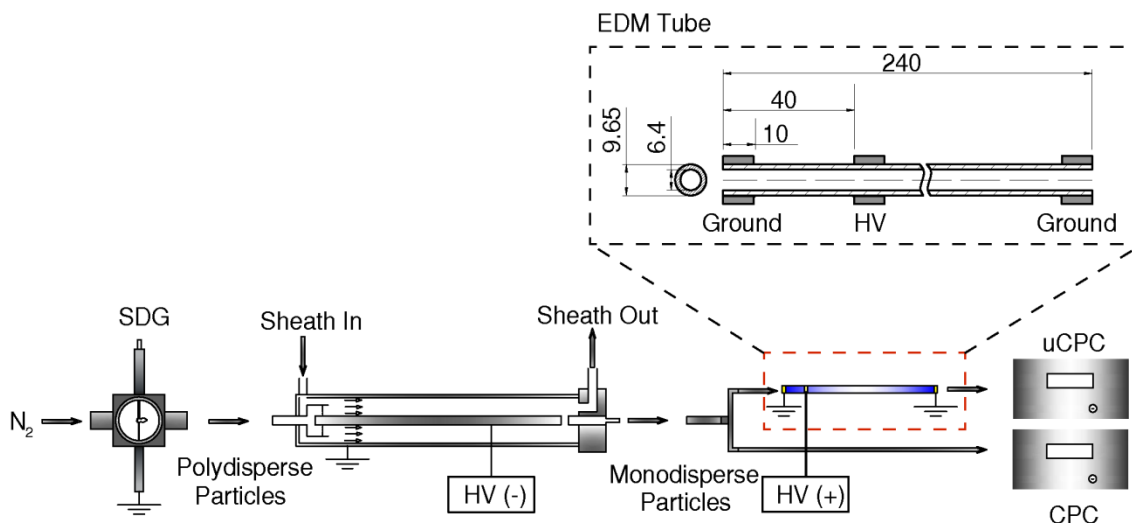 EDM Tube
240
40
10
9.65
6.4
Ground
HV
Ground
SDG
Sheath In
Sheath Out
uCPC
N2
Polydisperse
Particles
HV (-)
Monodisperse
Particles
HV (+)
CPC